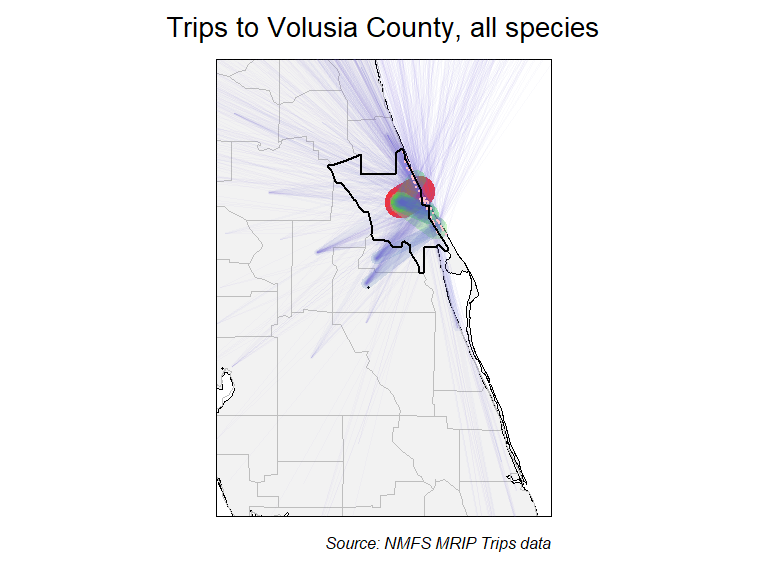 Trips to Volusia County, all species
Source: NMFS MRIP Trips data